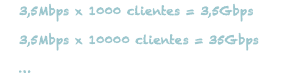 3,5Mbps x 1000 clientes = 3,5Gbps
3,5Mbps x 10000 clientes = 35Gbps
...